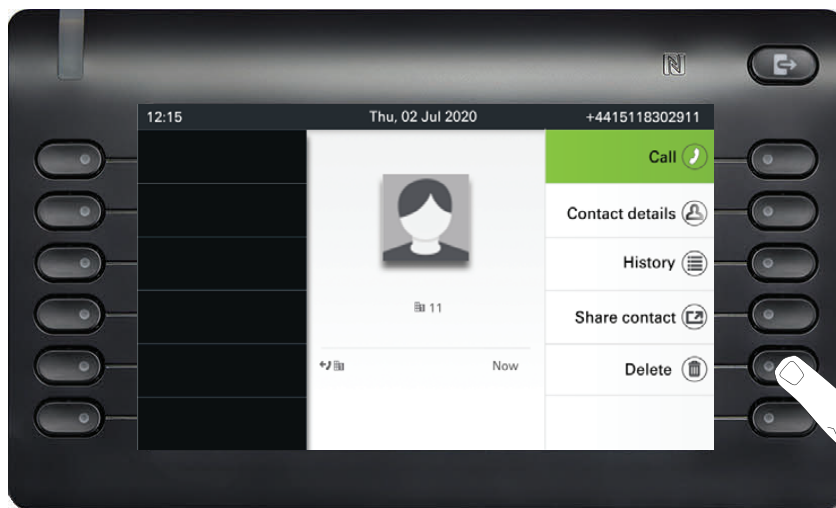 12:15 Thu, 02 Jul 2020 +4415118302911
Call
Contact details
History
11
Share contact
Now
Delete